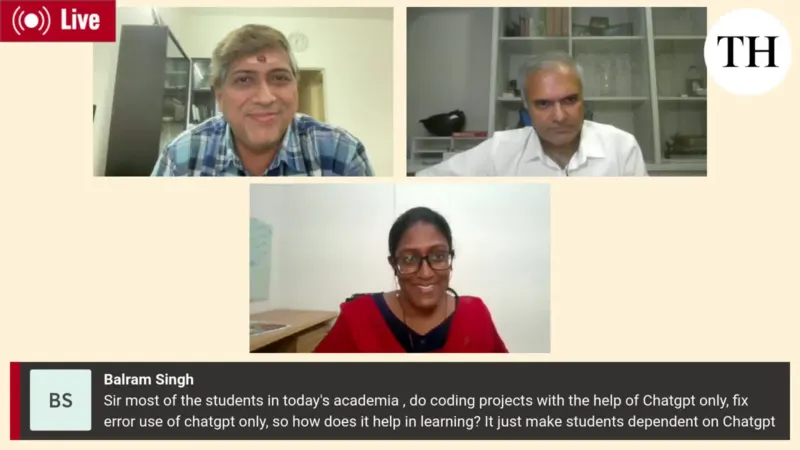 Live
TH
BS
Balram Singh
Sir most of the students in today's academia , do coding projects with the help of Chatgpt only, fix
error use of chatgpt only, so how does it help in learning? It just make students dependent on Chatgpt